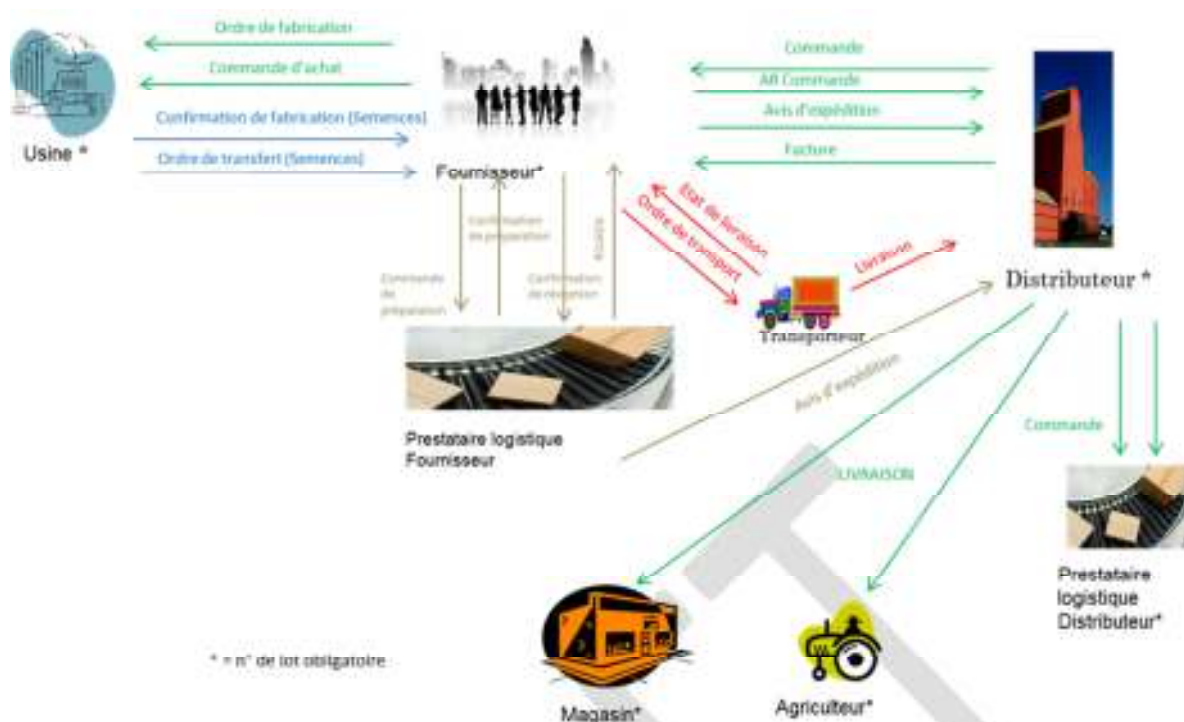 Ordre de fabrication
Commande d'achat
Confirmation de fabrication (Semences)
Ordre de transfert (Semences)
Usine *
Fournisseur*
Commande
AR Commande
Avis d'expédition
Facture
Distributeur *
Etat de livraison
Ordre de transport
Livraison
Transporteur
Confirmation
de préparation
Commande
de
préparation
Confirmation
de réception
Avis d'expédition
Prestataire logistique
Fournisseur
LIVRAISON
Commande
Prestataire
logistique
Distributeur*
* = n° de lot obligatoire
Magasin*
Agriculteur*